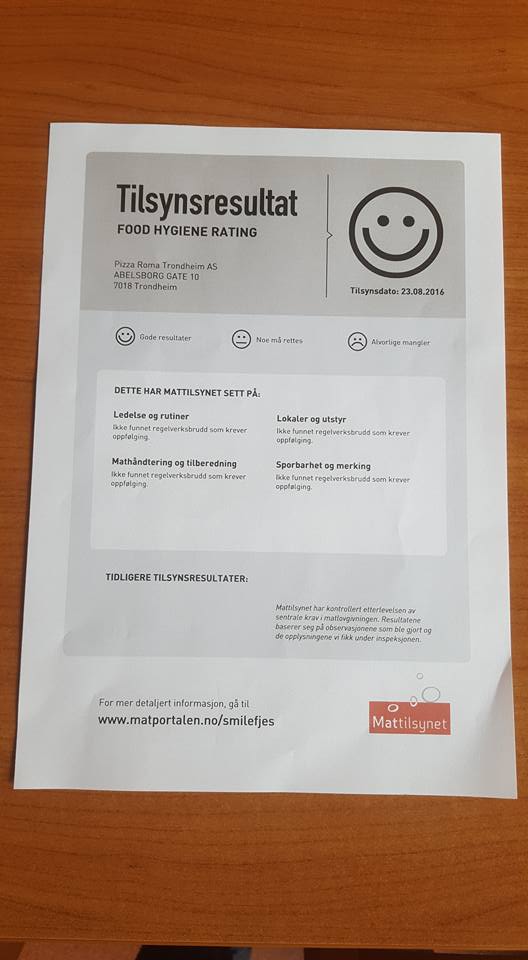 Tilsynsresultat
FOOD HYGIENE RATING
Pizza Roma Trondheim AS
ABELSBORG GATE 10
7018 Trondheim
Tilsynsdato: 23.08.2016
Gode resultater
Noe må rettes
Alvorlige mangler
DETTE HAR MATTILSYNET SETT PÅ:
Ledelse og rutiner
Ikke funnet regelverksbrudd som krever
oppfølging.
Lokaler og utstyr
Ikke funnet regelverksbrudd som krever
oppfølging.
Mathåndtering og tilberedning
Ikke funnet regelverksbrudd som krever
oppfølging.
Sporbarhet og merking
Ikke funnet regelverksbrudd som krever
oppfølging.
TIDLIGERE TILSYNSRESULTATER:
Mattilsynet har kontrollert etterlevelsen av
sentrale krav i matlovgivningen. Resultatene
baserer seg på observasjonene som ble gjort og
de opplysningene vi fikk under inspeksjonen.
For mer detaljert informasjon, gå til
www.matportalen.no/smilefjes
Mattilsynet